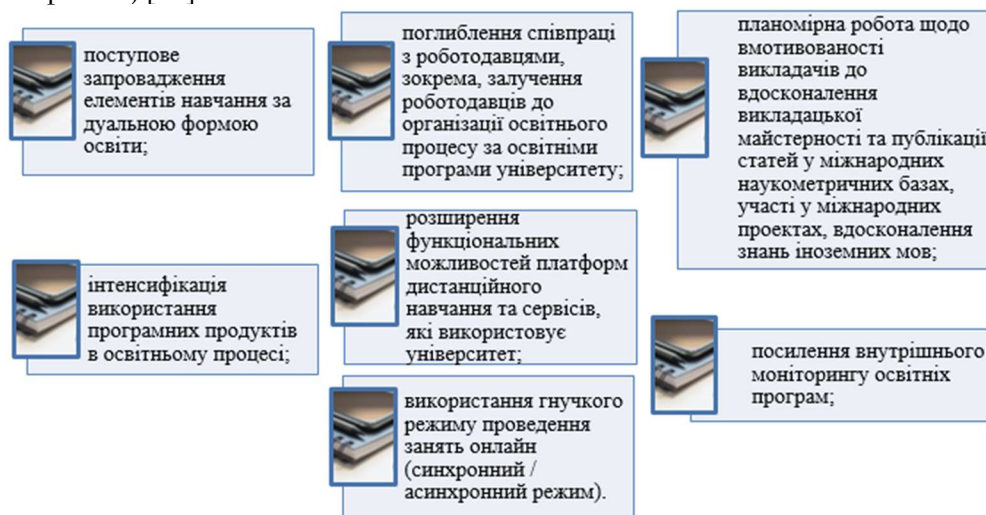 поступове
запровадження
елементів навчання за
дуальною формою
освіти;
поглиблення співпраці
з роботодавцями,
зокрема, залучення
роботодавців до
організації освітнього
процесу за освітніми
програми університету;
планомірна робота щодо
вмотивованості
викладачів до
вдосконалення
викладацької
майстерності та публікації
статей у міжнародних
наукометричних базах,
участі у міжнародних
проектах, вдосконалення
знань іноземних мов;
інтенсифікація
використання
програмних продуктів
в освітньому процесі;
розширення
функціональних
можливостей платформ
дистанційного
навчання та сервісів,
які використовує
університет;
посилення внутрішнього
моніторингу освітніх
програм;
використання гнучкого
режиму проведення
занять онлайн
(синхронний /
асинхронний режим).